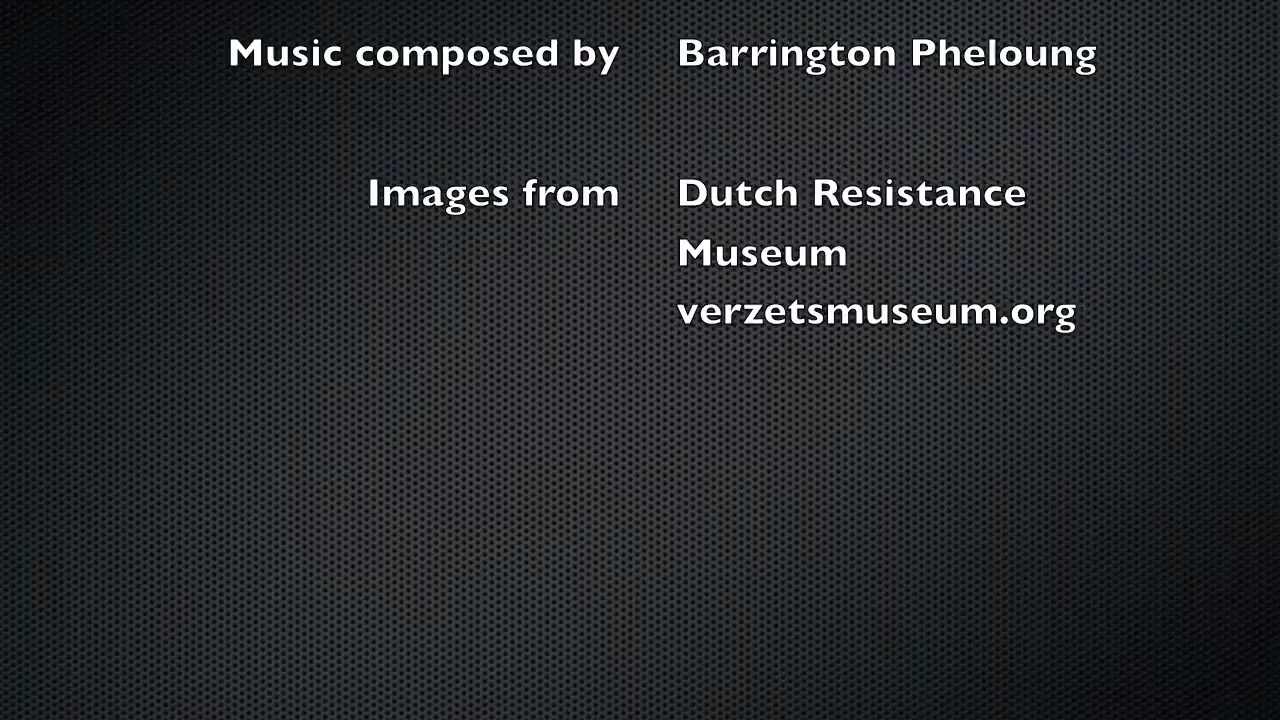 Music composed by Barrington Pheloung
Images from Dutch Resistance
Museum
verzetsmuseum.org